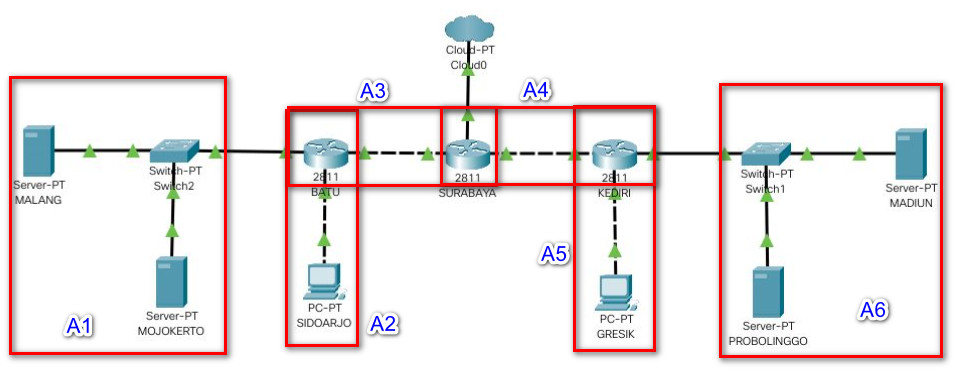 Cloud-PT
Cloud0
A3
A4
Server-PT
MALANG
Switch-PT
Switch2
2811
BATU
2811
SURABAYA
2811
KEDIRI
Switch-PT
Switch1
Server-PT
MADIUN
A5
Server-PT
MOJOKERTO
A1
PC-PT
SIDOARJO
A2
PC-PT
GRESIK
Server-PT
PROBOLINGGO
A6